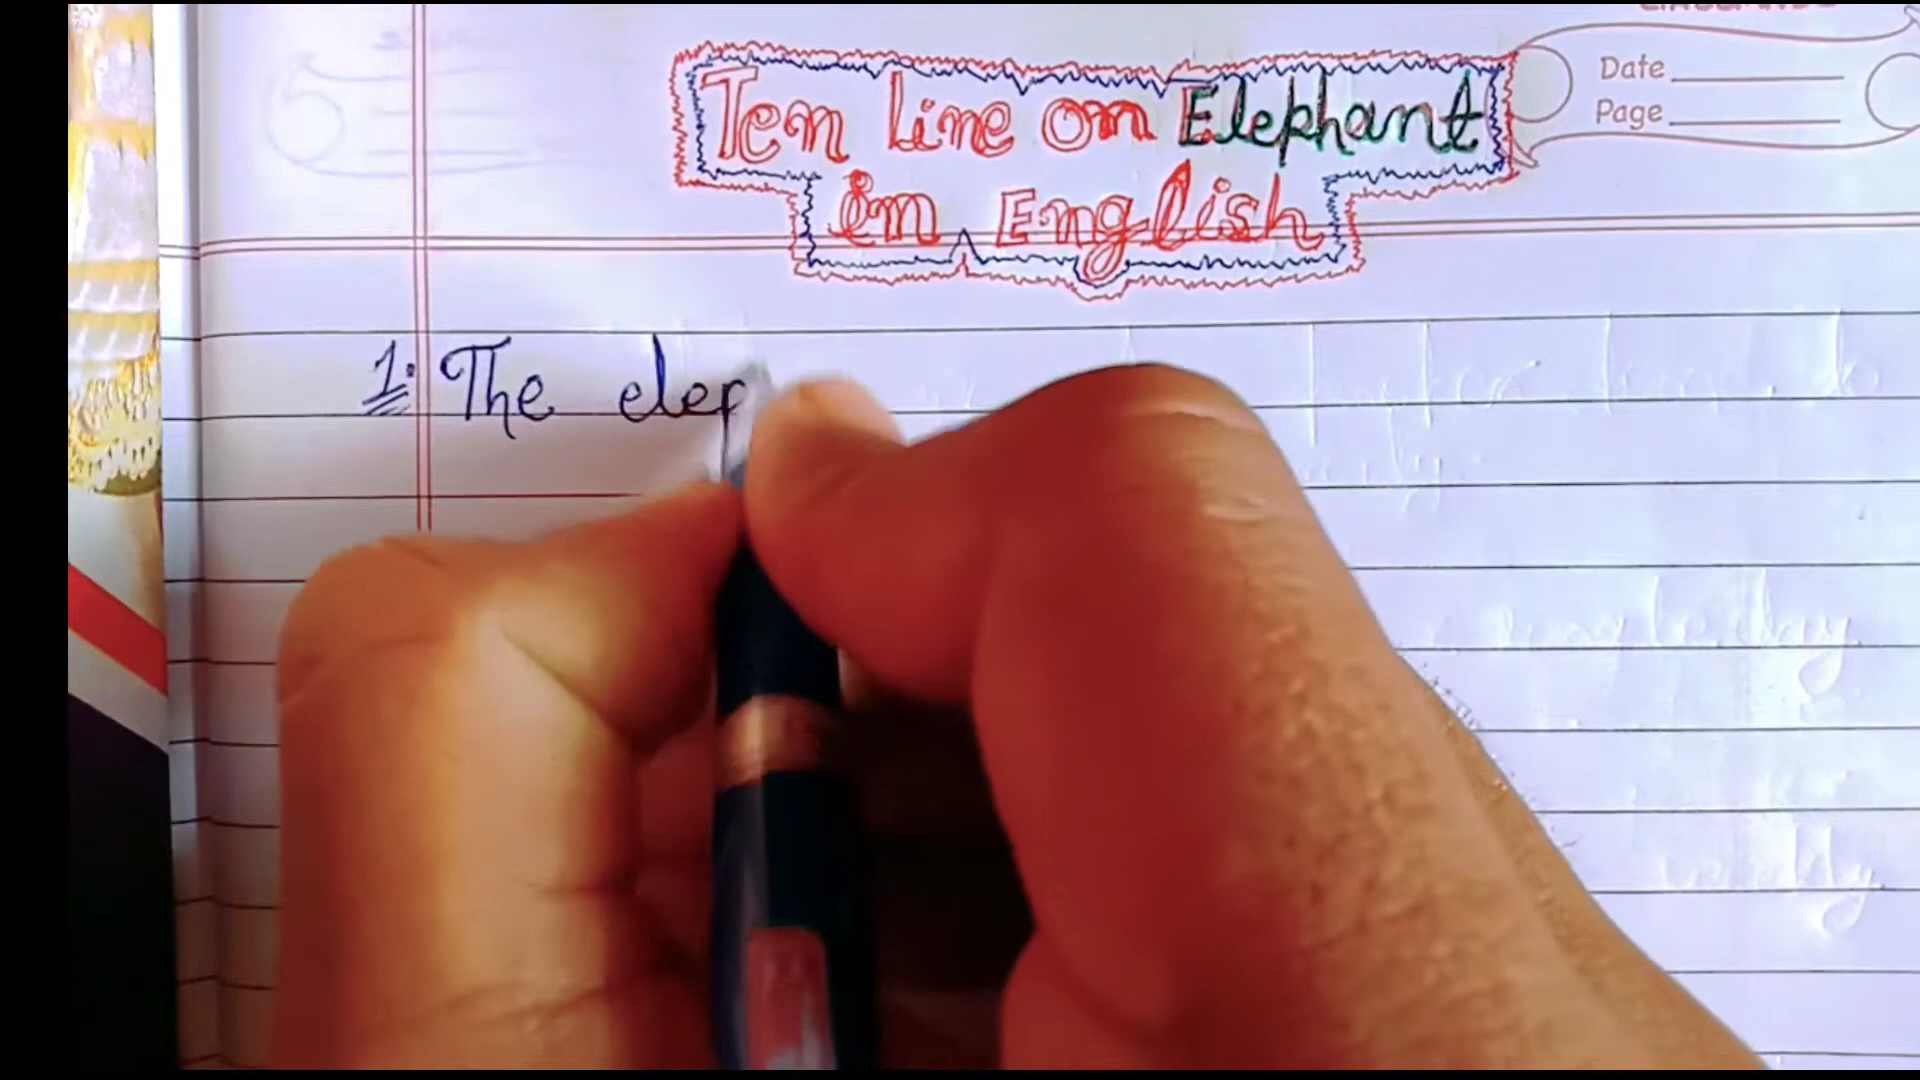 Ten line on Elephant
in English
Date
Page
1. The elep